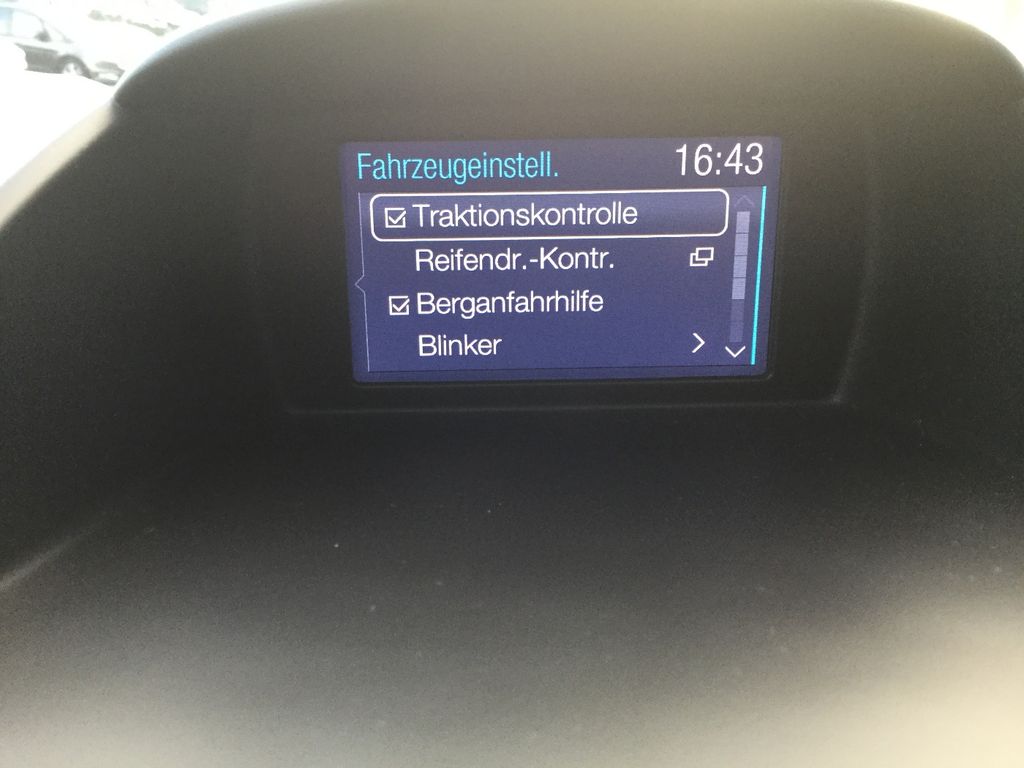 Fahrzeugeinstell. 16:43
Traktionskontrolle
Reifendr.-Kontr.
Berganfahrhilfe
Blinker